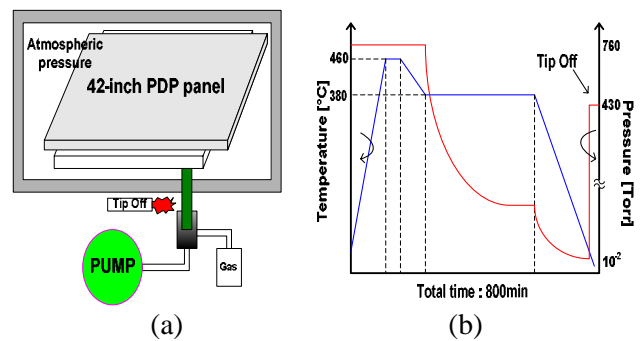 Atmospheric
pressure
42-inch PDP panel
Tip Off
PUMP
Gas
(a)
Temperature [°C]
460
380
760
Tip Off
430
Pressure [Torr]
10-2
Total time : 800min
(b)